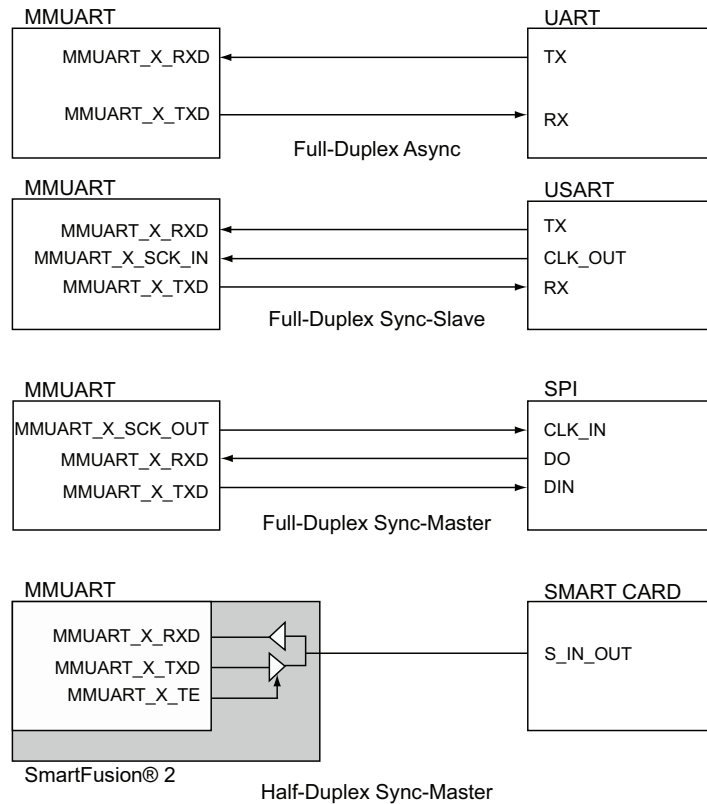 MMUART
UART
MMUART_X_RXD
TX
MMUART_X_TXD
RX
Full-Duplex Async
MMUART
USART
MMUART_X_RXD
TX
MMUART_X_SCK_IN
CLK_OUT
MMUART_X_TXD
RX
Full-Duplex Sync-Slave
MMUART
SPI
MMUART_X_SCK_OUT
CLK_IN
MMUART_X_RXD
DO
MMUART_X_TXD
DIN
Full-Duplex Sync-Master
MMUART
SMART CARD
MMUART_X_RXD
S_IN_OUT
MMUART_X_TXD
MMUART_X_TE
SmartFusion® 2
Half-Duplex Sync-Master